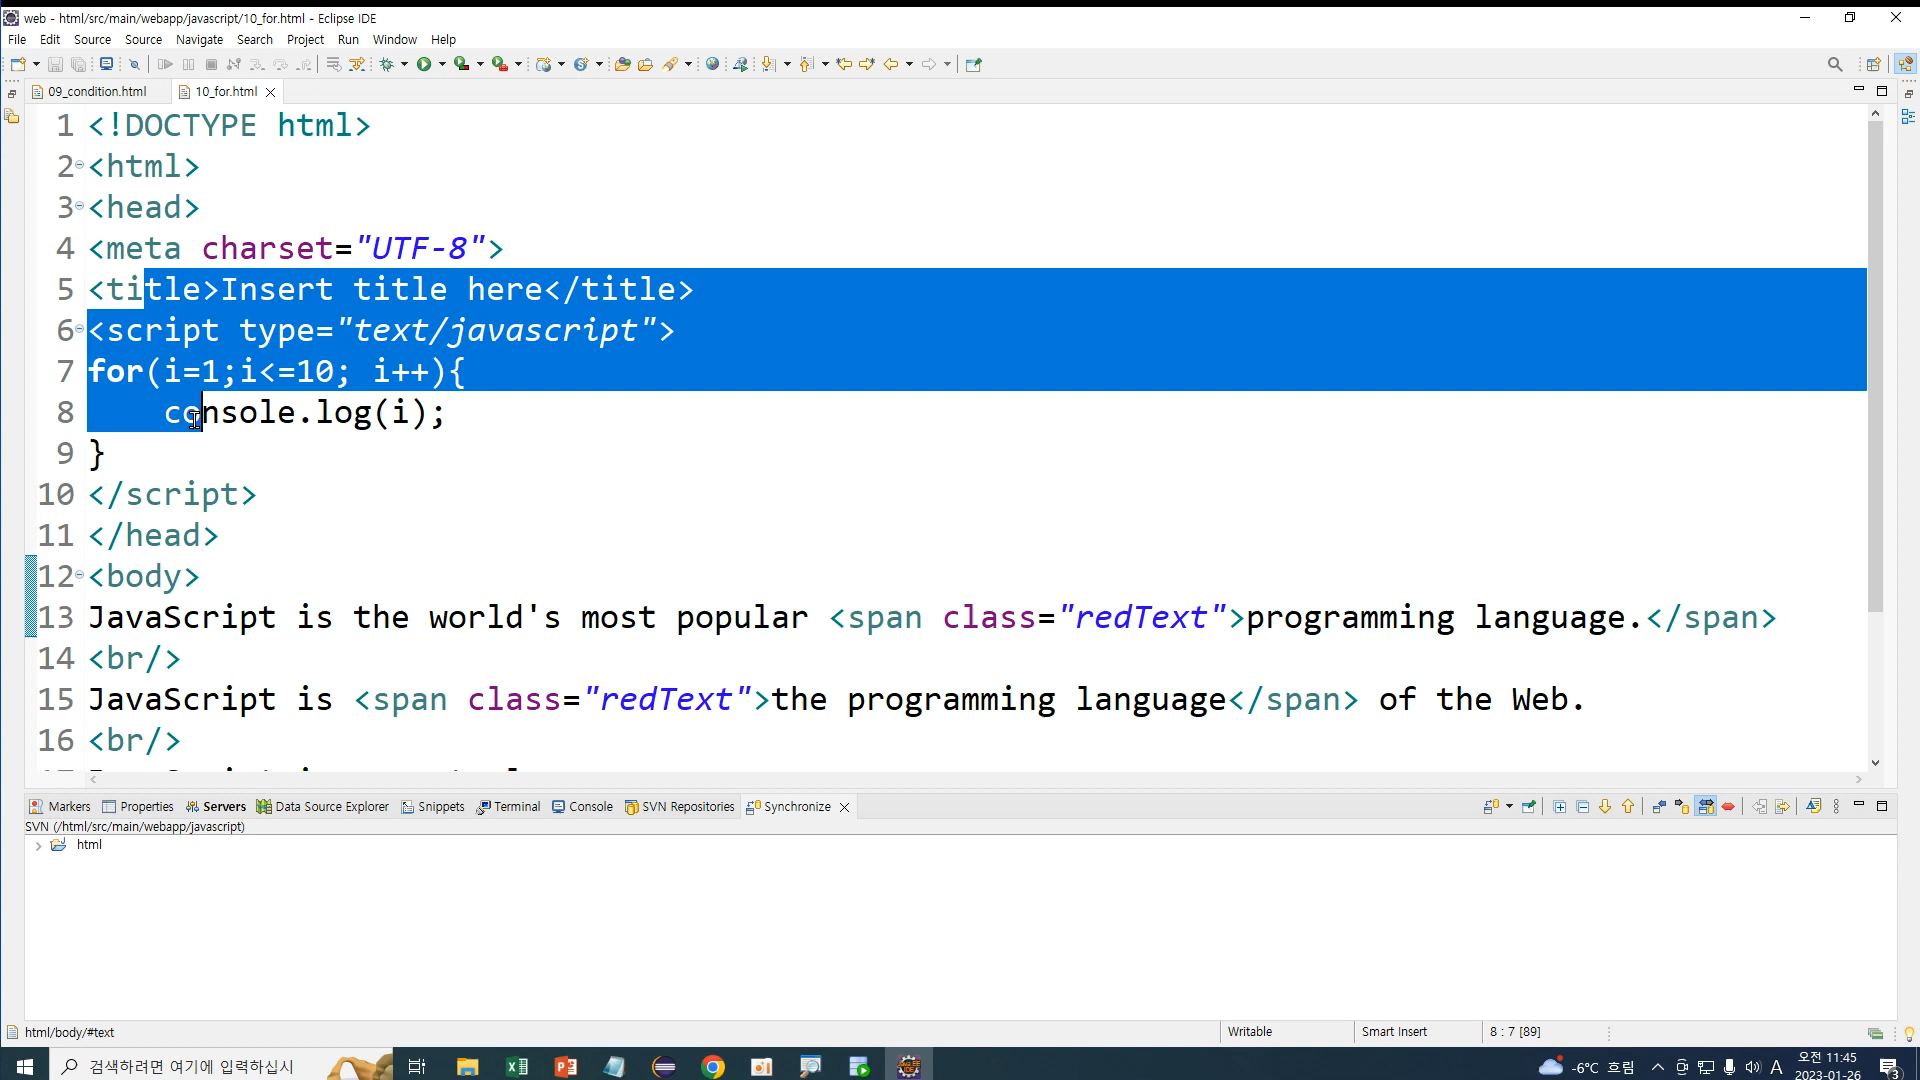 web - html/src/main/webapp/javascript/10_for.html - Eclipse IDE
File Edit Source Source Navigate Search Project Run Window Help
09_condition.html 10_for.html
1 <!DOCTYPE html>
2 <html>
3 <head>
4 <meta charset="UTF-8">
5 <title>Insert title here</title>
6 <script type="text/javascript">
7 for(i=1;i<=10; i++){
8 console.log(i);
9 }
10 </script>
11 </head>
12 <body>
13 JavaScript is the world's most popular <span class="redText">programming language.</span>
14 <br/>
15 JavaScript is <span class="redText">the programming language</span> of the Web.
16 <br/>
Markers Properties Servers Data Source Explorer Snippets Terminal Console SVN Repositories Synchronize
SVN (/html/src/main/webapp/javascript)
html
html/body/#text Writable Smart Insert 8 : 7 [89]
검색하려면 여기에 입력하십시 -6°C 흐림 A 오전 11:45
2023-01-26 3